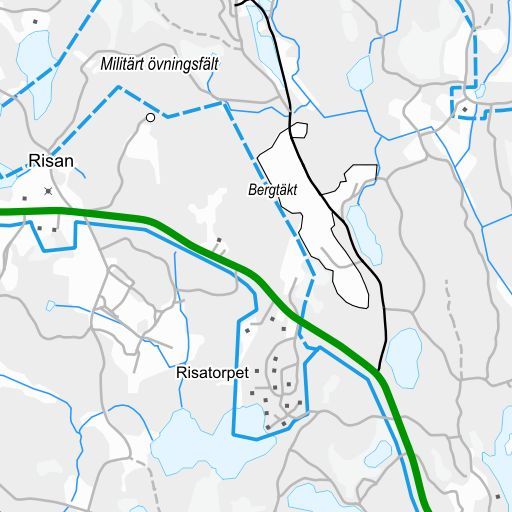 Militärt övningsfält
Risan
Bergtäkt
Risatorpet